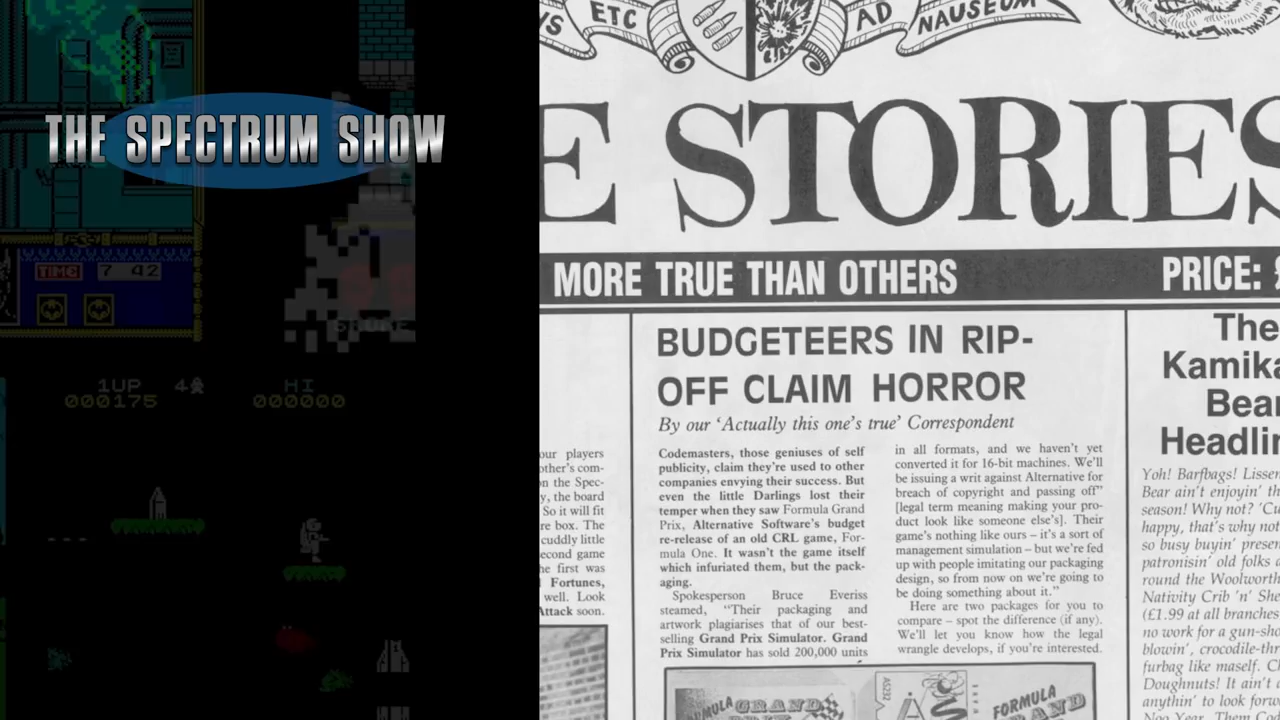 THE SPECTRUM SHOW
TIME 7 42
1UP 4 HI
000175 000000
ETC
AD NAUSEUM
E STORIES
MORE TRUE THAN OTHERS
PRICE:
our players
other's com-
on the Spec-
y, the board
So it will fit
re box. The
cuddly little
econd game
he first was
Fortunes,
well. Look
Attack soon.
BUDGETEERS IN RIP-
OFF CLAIM HORROR
By our 'Actually this one's true' Correspondent
Codemasters, those geniuses of self
publicity, claim they're used to other
companies envying their success. But
even the little Darlings lost their
temper when they saw Formula Grand
Prix, Alternative Software's budget
re-release of an old CRL game, For-
mula One. It wasn't the game itself
which infuriated them, but the pack-
aging.
Spokesperson Bruce Everiss
steamed, "Their packaging and
artwork plagiarises that of our best-
selling Grand Prix Simulator. Grand
Prix Simulator has sold 200,000 units
in all formats, and we haven't yet
converted it for 16-bit machines. We'll
be issuing a writ against Alternative for
breach of copyright and passing off"
[legal term meaning making your pro-
duct look like someone else's]. Their
game's nothing like ours – it's a sort of
management simulation – but we're fed
up with people imitating our packaging
design, so from now on we're going to
be doing something about it."
Here are two packages for you to
compare – spot the difference (if any).
We'll let you know how the legal
wrangle develops, if you're interested.
The
Kamika
Bear
Headlin
Yoh! Barfbags! Lissen
Bear ain't enjoyin' th
season! Why not? 'Cu
happy, that's why not
so busy buyin' presen
patronisin' old folks a
round the Woolworth
Nativity Crib 'n' She
(£1.99 at all branches
no work for a gun-sho
blowin', crocodile-thr
furbag like maself. Ch
Doughnuts! It ain't a
anythin' to look forw
Noo Year. Them Co
FORMULA GRAND
AS232
FORMULA
GRAND